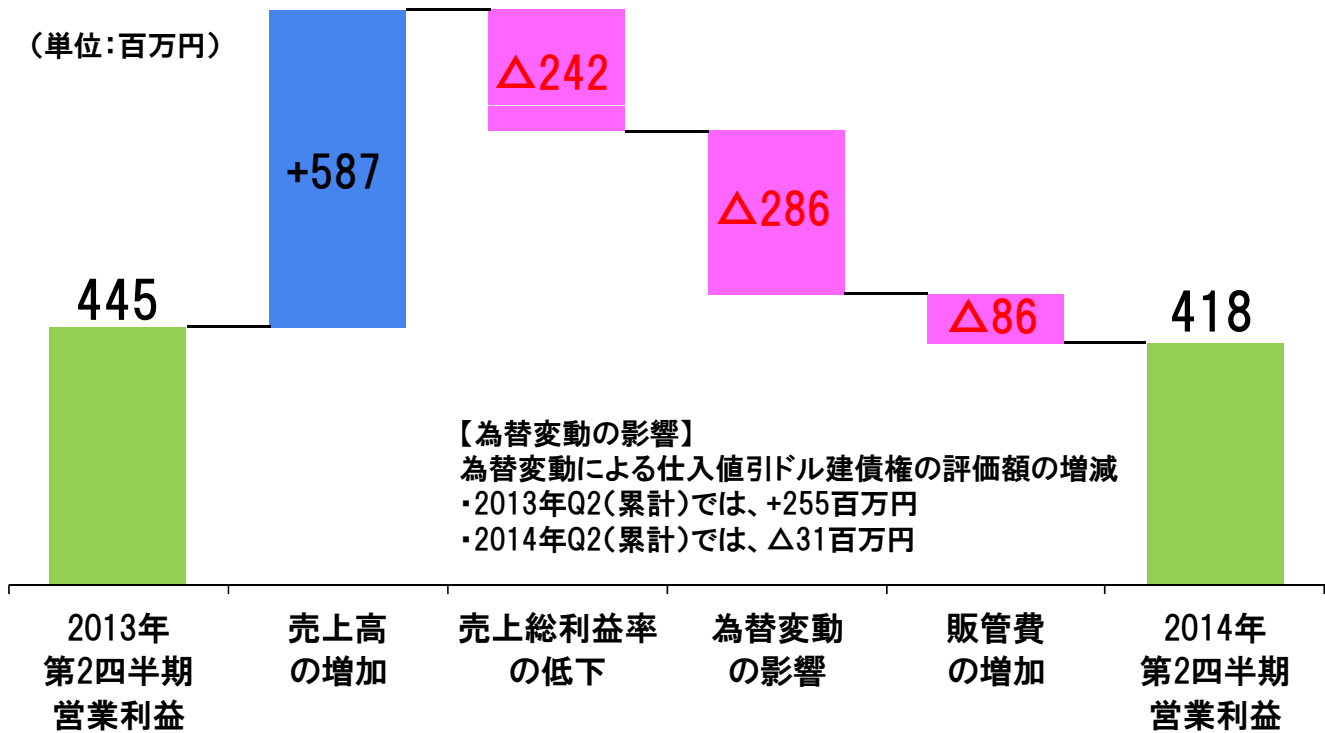 （単位：百万円）
△242
+587
△286
445
△86
418
【為替変動の影響】
為替変動による仕入値引ドル建債権の評価額の増減
・2013年Q2（累計）では、+255百万円
・2014年Q2（累計）では、△31百万円
2013年
第2四半期
営業利益
売上高
の増加
売上総利益率
の低下
為替変動
の影響
販管費
の増加
2014年
第2四半期
営業利益